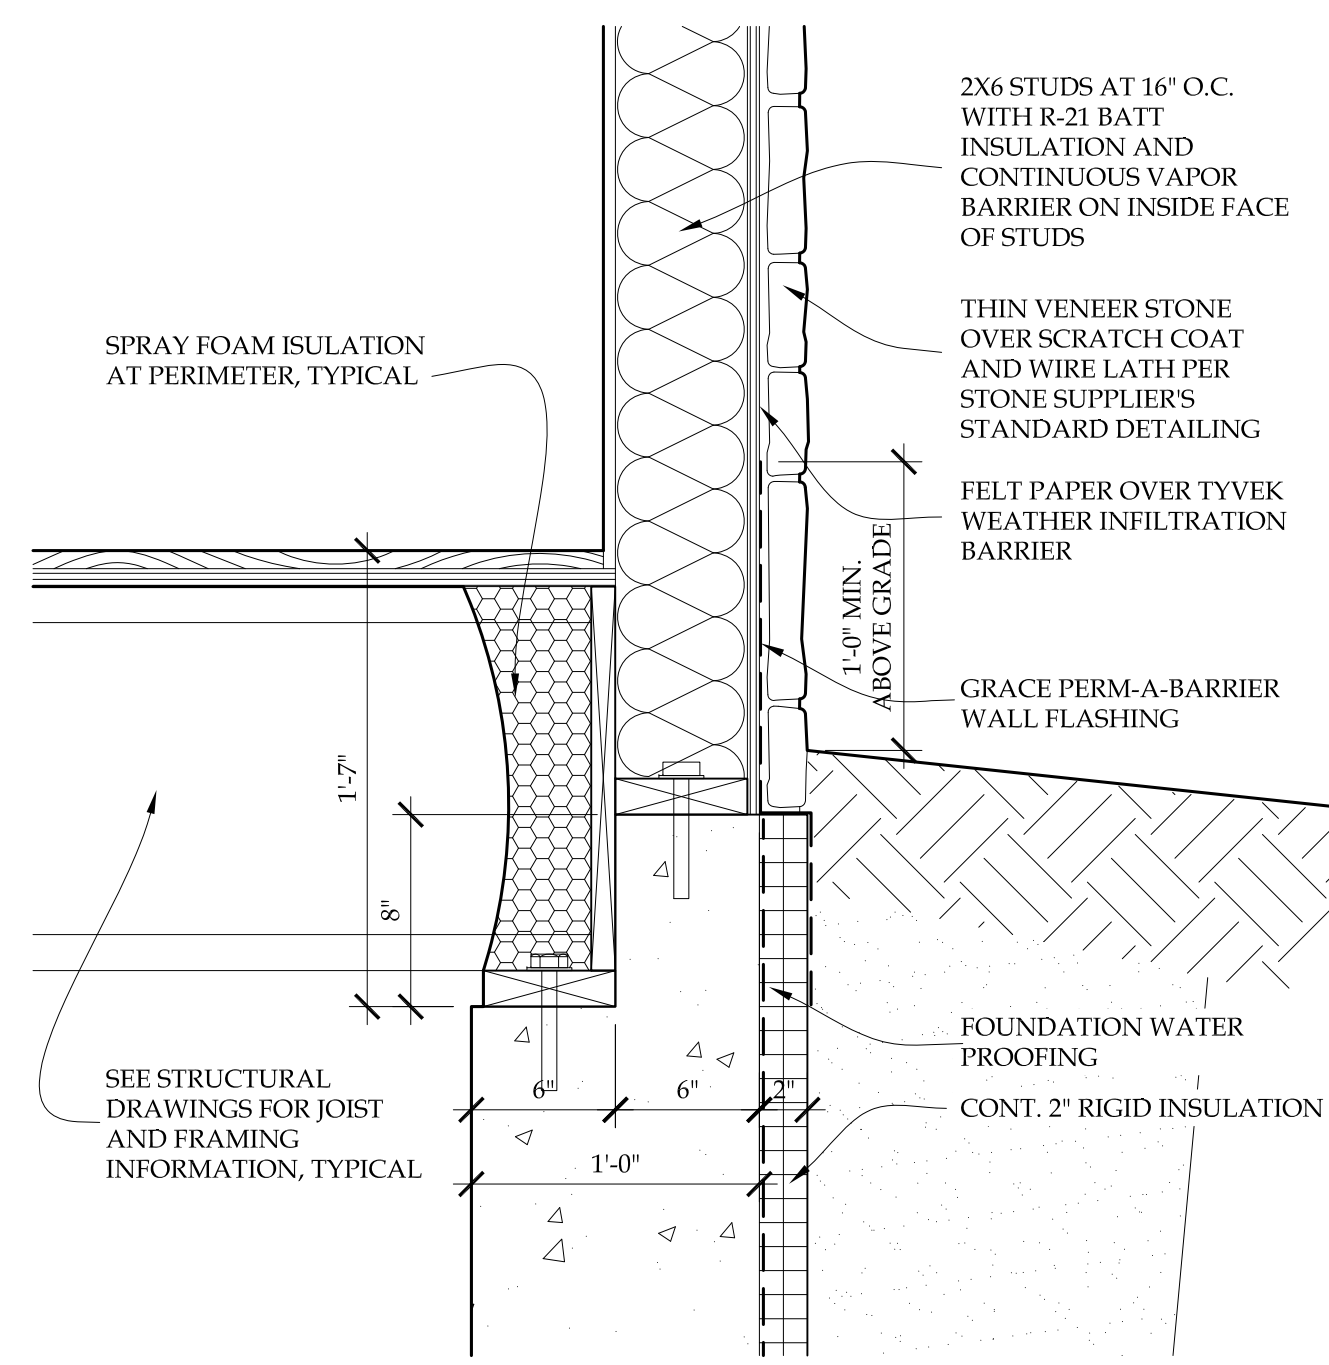 2X6 STUDS AT 16" O.C.
WITH R-21 BATT
INSULATION AND
CONTINUOUS VAPOR
BARRIER ON INSIDE FACE
OF STUDS
THIN VENEER STONE
OVER SCRATCH COAT
AND WIRE LATH PER
STONE SUPPLIER'S
STANDARD DETAILING
SPRAY FOAM ISULATION
AT PERIMETER, TYPICAL
FELT PAPER OVER TYVEK
WEATHER INFILTRATION
BARRIER
1'-0" MIN.
ABOVE GRADE
GRACE PERM-A-BARRIER
WALL FLASHING
1'-7"
8"
FOUNDATION WATER
PROOFING
SEE STRUCTURAL
DRAWINGS FOR JOIST
AND FRAMING
INFORMATION, TYPICAL
6"
6"
2"
CONT. 2" RIGID INSULATION
1'-0"